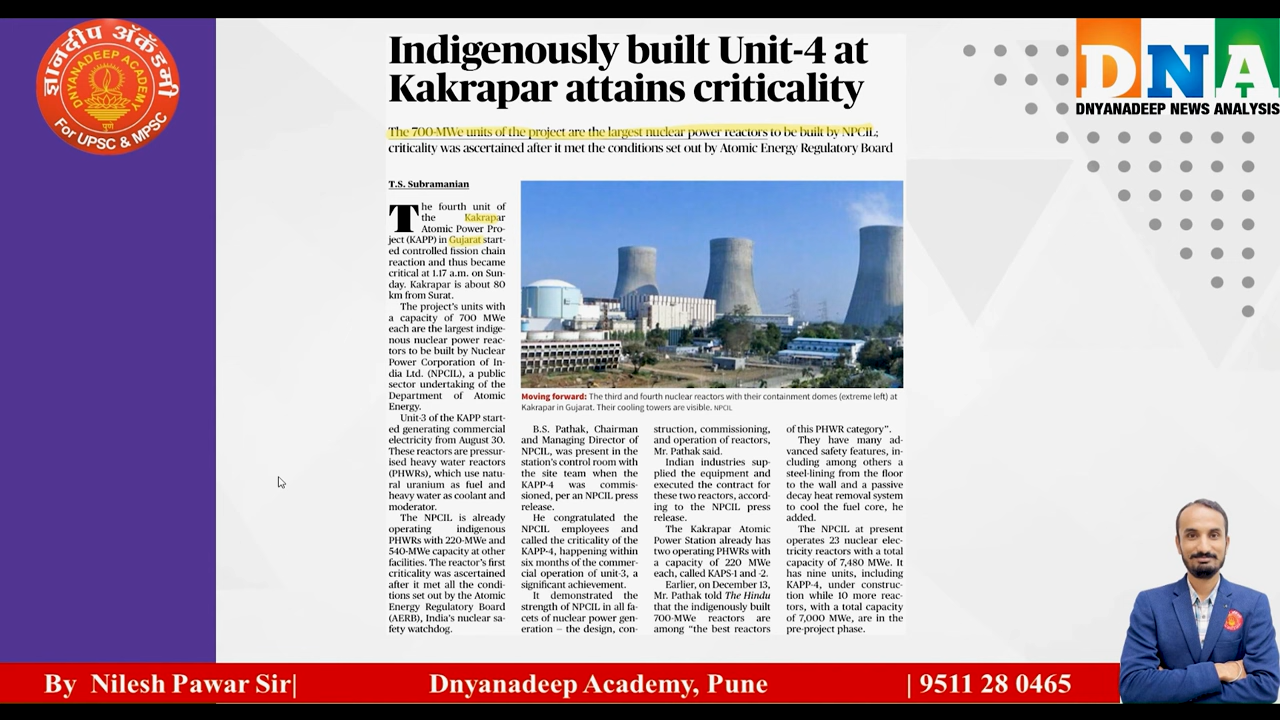 ज्ञानदीप अॅकॅडमी
DNYANADEEP ACADEMY
पुणे
For UPSC & MPSC
DNA
DNYANADEEP NEWS ANALYSIS
Indigenously built Unit-4 at
Kakrapar attains criticality
The 700-MWe units of the project are the largest nuclear power reactors to be built by NPCIL;
criticality was ascertained after it met the conditions set out by Atomic Energy Regulatory Board
T.S. Subramanian
The fourth unit of
the Kakrapar
Atomic Power Pro-
ject (KAPP) in Gujarat start-
ed controlled fission chain
reaction and thus became
critical at 1.17 a.m. on Sun-
day. Kakrapar is about 80
km from Surat.
The project's units with
a capacity of 700 MWe
each are the largest indige-
nous nuclear power reac-
tors to be built by Nuclear
Power Corporation of In-
dia Ltd. (NPCIL), a public
sector undertaking of the
Department of Atomic
Energy.
Unit-3 of the KAPP start-
ed generating commercial
electricity from August 30.
These reactors are pressur-
ised heavy water reactors
(PHWRs), which use natu-
ral uranium as fuel and
heavy water as coolant and
moderator.
The NPCIL is already
operating indigenous
PHWRs with 220-MWe and
540-MWe capacity at other
facilities. The reactor's first
criticality was ascertained
after it met all the condi-
tions set out by the Atomic
Energy Regulatory Board
(AERB), India's nuclear sa-
fety watchdog.
Moving forward: The third and fourth nuclear reactors with their containment domes (extreme left) at
Kakrapar in Gujarat. Their cooling towers are visible. NPCIL
B.S. Pathak, Chairman
and Managing Director of
NPCIL, was present in the
station's control room with
the site team when the
KAPP-4 was commis-
sioned, per an NPCIL press
release.
He congratulated the
NPCIL employees and
called the criticality of the
KAPP-4, happening within
six months of the commer-
cial operation of unit-3, a
significant achievement.
It demonstrated the
strength of NPCIL in all fa-
cets of nuclear power gen-
eration – the design, con-
struction, commissioning,
and operation of reactors,
Mr. Pathak said.
Indian industries sup-
plied the equipment and
executed the contract for
these two reactors, accord-
ing to the NPCIL press
release.
The Kakrapar Atomic
Power Station already has
two operating PHWRs with
a capacity of 220 MWe
each, called KAPS-1 and -2.
Earlier, on December 13,
Mr. Pathak told The Hindu
that the indigenously built
700-MWe reactors are
among “the best reactors
of this PHWR category”.
They have many ad-
vanced safety features, in-
cluding among others a
steel-lining from the floor
to the wall and a passive
decay heat removal system
to cool the fuel core, he
added.
The NPCIL at present
operates 23 nuclear elec-
tricity reactors with a total
capacity of 7,480 MWe. It
has nine units, including
KAPP-4, under construc-
tion while 10 more reac-
tors, with a total capacity
of 7,000 MWe, are in the
pre-project phase.
By Nilesh Pawar Sir|
Dnyanadeep Academy, Pune
| 9511 28 0465